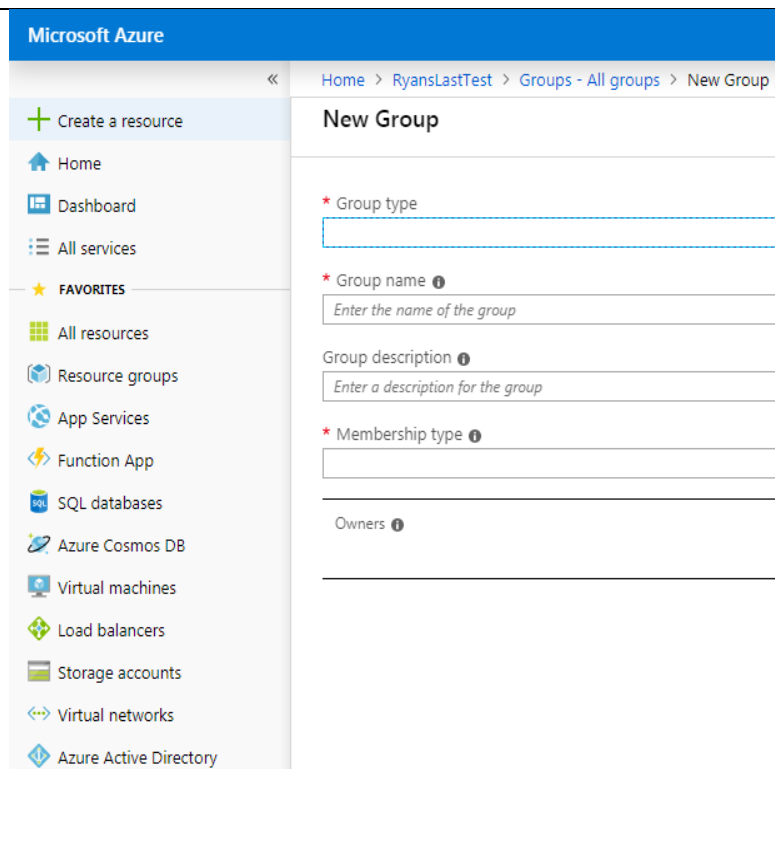 Microsoft Azure
«
Home > RyansLastTest > Groups - All groups > New Group
Create a resource
Home
Dashboard
All services
FAVORITES
All resources
Resource groups
App Services
Function App
SQL databases
Azure Cosmos DB
Virtual machines
Load balancers
Storage accounts
Virtual networks
Azure Active Directory
New Group
* Group type
* Group name
Enter the name of the group
Group description
Enter a description for the group
* Membership type
Owners